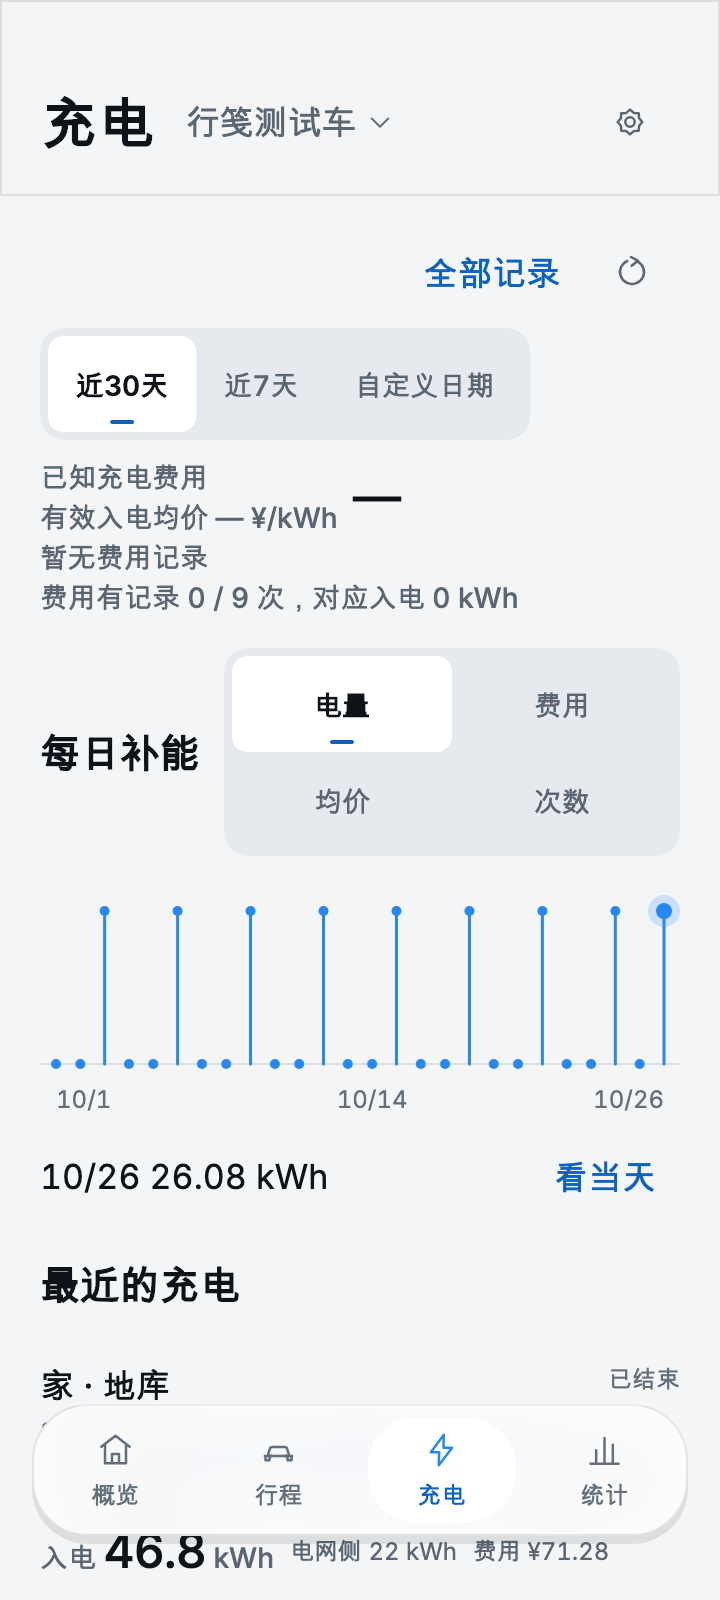 充电 行笺测试车
全部记录
近30天 近7天 自定义日期
已知充电费用
有效入电均价 — ¥/kWh —
暂无费用记录
费用有记录 0 / 9 次，对应入电 0 kWh
每日补能
电量 费用
均价 次数
10/1 10/14 10/26
10/26 26.08 kWh 看当天
最近的充电
家 · 地库 已结束
概览 行程 充电 统计
入电 46.8 kWh 电网侧 22 kWh 费用 ¥71.28